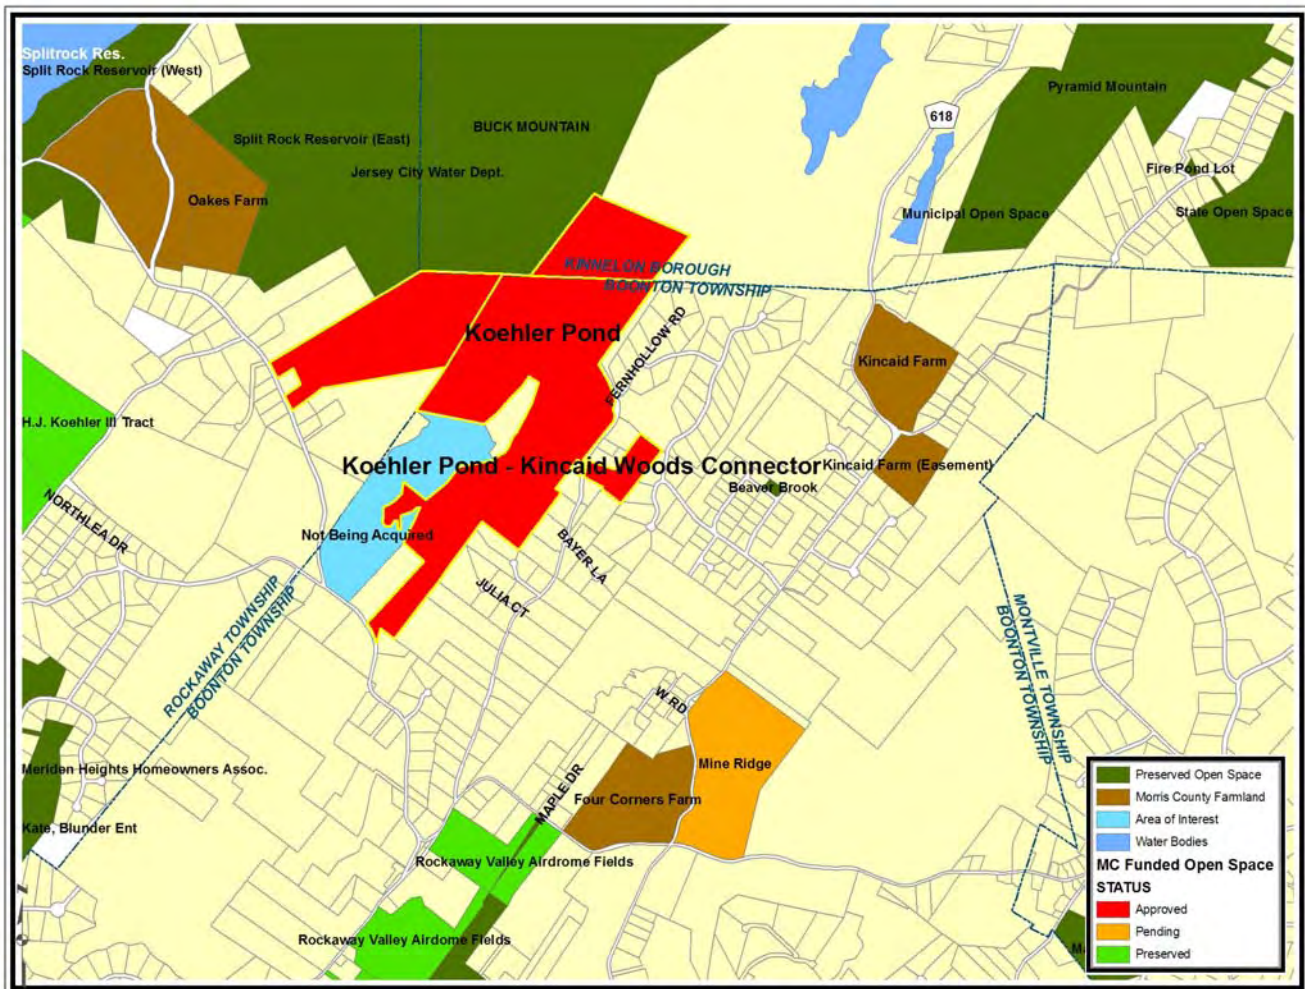 Splitrock Res.
Split Rock Reservoir (West)
Pyramid Mountain
618
BUCK MOUNTAIN
Split Rock Reservoir (East)
Jersey City Water Dept.
Fire Pond Lot
Oakes Farm
Municipal Open Space
State Open Space
KINNELON BOROUGH
BOONTON TOWNSHIP
Koehler Pond
FERNHOLLOW RD
Kincaid Farm
H.J. Koehler III Tract
Koehler Pond - Kincaid Woods Connector
Kincaid Farm (Easement)
Beaver Brook
NORTHLEA DR
Not Being Acquired
BAYER LA
JULIA CT
ROCKAWAY TOWNSHIP
BOONTON TOWNSHIP
MONTVILLE TOWNSHIP
BOONTON TOWNSHIP
W RD
Mine Ridge
Meriden Heights Homeowners Assoc.
MAPLE DR
Four Corners Farm
Kate, Blunder Ent
Rockaway Valley Airdrome Fields
Rockaway Valley Airdome Fields
Preserved Open Space
Morris County Farmland
Area of Interest
Water Bodies
MC Funded Open Space
STATUS
Approved
Pending
Preserved